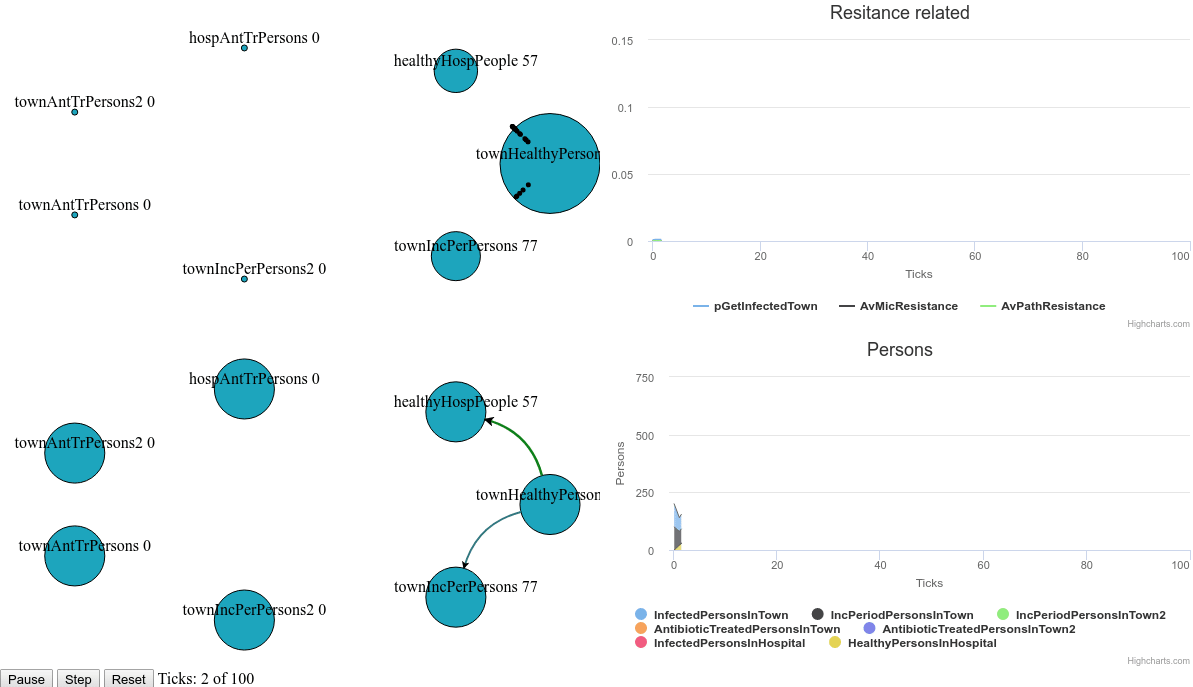 hospAntTrPersons 0
healthyHospPeople 57
townAntTrPersons2 0
townHealthyPerson
townAntTrPersons 0
townIncPerPersons 77
townIncPerPersons2 0
hospAntTrPersons 0
healthyHospPeople 57
townAntTrPersons2 0
townHealthyPerson
townAntTrPersons 0
townIncPerPersons 77
townIncPerPersons2 0
Pause Step Reset Ticks: 2 of 100
Resitance related
0.15
0.1
0.05
0
0 20 40 60 80 100
Ticks
pGetInfectedTown AvMicResistance AvPathResistance
Highcharts.com
Persons
Persons
750
500
250
0
0 20 40 60 80 100
Ticks
InfectedPersonsInTown IncPeriodPersonsInTown IncPeriodPersonsInTown2
AntibioticTreatedPersonsInTown AntibioticTreatedPersonsInTown2
InfectedPersonsInHospital HealthyPersonsInHospital
Highcharts.com